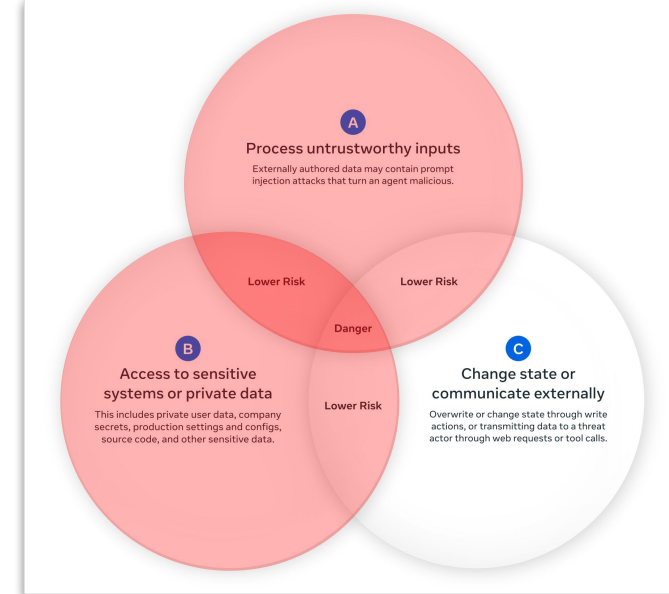 A
Process untrustworthy inputs
Externally authored data may contain prompt
injection attacks that turn an agent malicious.
Lower Risk
Lower Risk
Danger
B
Access to sensitive
systems or private data
This includes private user data, company
secrets, production settings and configs,
source code, and other sensitive data.
Lower Risk
C
Change state or
communicate externally
Overwrite or change state through write
actions, or transmitting data to a threat
actor through web requests or tool calls.